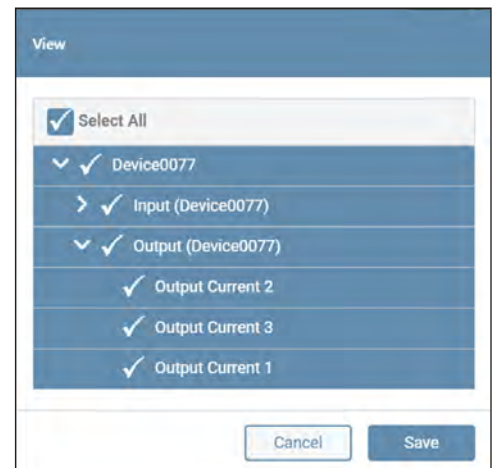 View
Select All
Device0077
Input (Device0077)
Output (Device0077)
Output Current 2
Output Current 3
Output Current 1
Cancel
Save